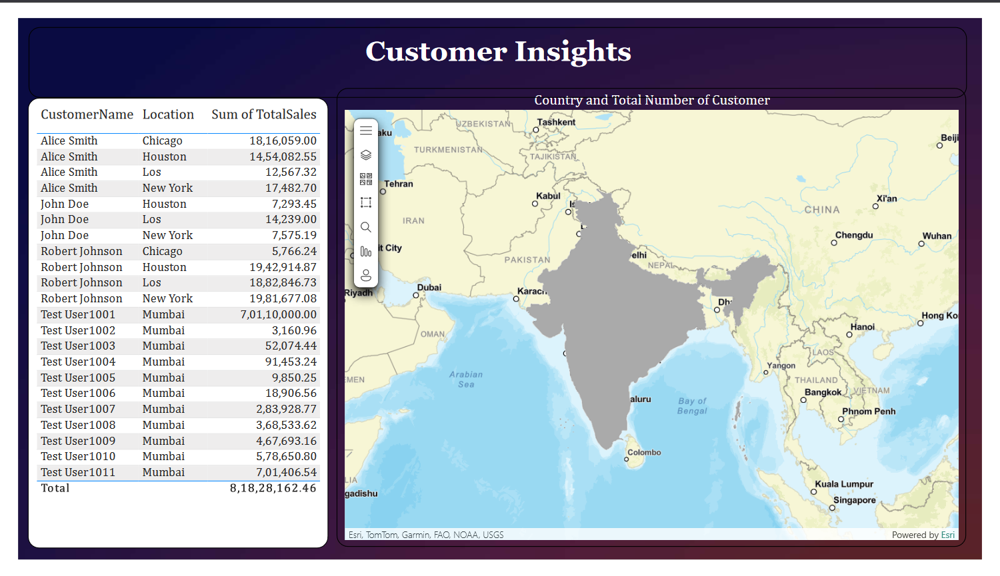 Customer Insights
CustomerName Location Sum of TotalSales
Alice Smith Chicago 18,16,059.00
Alice Smith Houston 14,54,082.55
Alice Smith Los 12,567.32
Alice Smith New York 17,482.70
John Doe Houston 7,293.45
John Doe Los 14,239.00
John Doe New York 7,575.19
Robert Johnson Chicago 5,766.24
Robert Johnson Houston 19,42,914.87
Robert Johnson Los 18,82,846.73
Robert Johnson New York 19,81,677.08
Test User1001 Mumbai 7,01,10,000.00
Test User1002 Mumbai 3,160.96
Test User1003 Mumbai 52,074.44
Test User1004 Mumbai 91,453.24
Test User1005 Mumbai 9,850.25
Test User1006 Mumbai 18,906.56
Test User1007 Mumbai 2,83,928.77
Test User1008 Mumbai 3,68,533.62
Test User1009 Mumbai 4,67,693.16
Test User1010 Mumbai 5,78,650.80
Test User1011 Mumbai 7,01,406.54
Total 8,18,28,162.46
Country and Total Number of Customer
UZBEKISTAN
Tashkent
aku
Beiji
TURKMENISTAN
TAJIKISTAN
Tehran
Kabul
Xi'an
CHINA
IRAN
Chengdu
Wuhan
it City
elhi
PAKISTAN
NEPAL
Dubai
Riyadh
Karach
Dh
Hong Ko
Hanoi
OMAN
LAOS
Yangon
Arabian
Sea
EMEN
THAILAND
VIETNAM
Bangkok
aluru
Bay of
Bengal
Phnom Penh
Colombo
LIA
Kuala Lumpur
gadishu
Singapore
Esri, TomTom, Garmin, FAO, NOAA, USGS
Powered by Esri